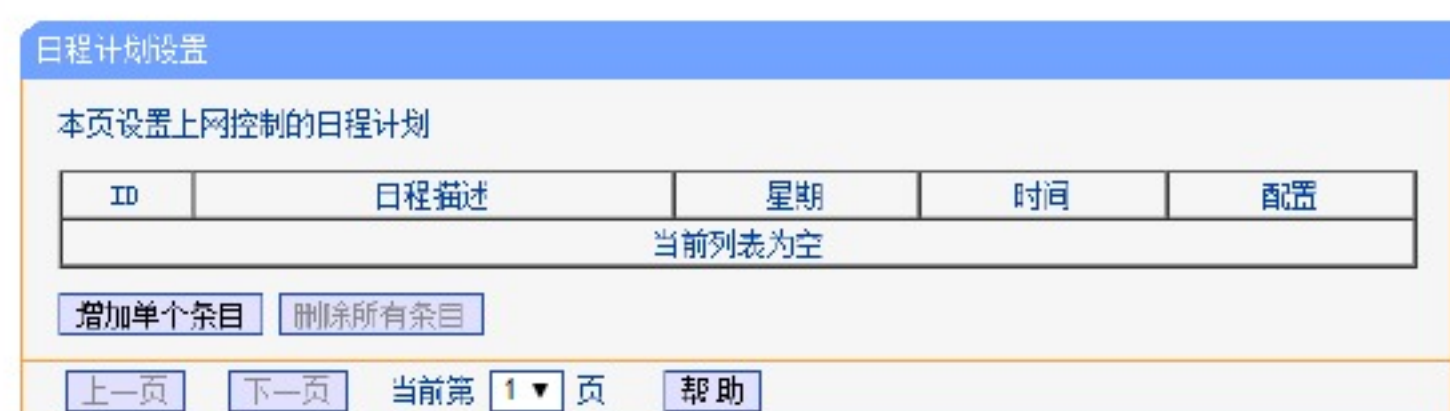 日程计划设置
本页设置上网控制的日程计划
ID 日程描述 星期 时间 配置
当前列表为空
增加单个条目 删除所有条目
上一页 下一页 当前第 1 页 帮助